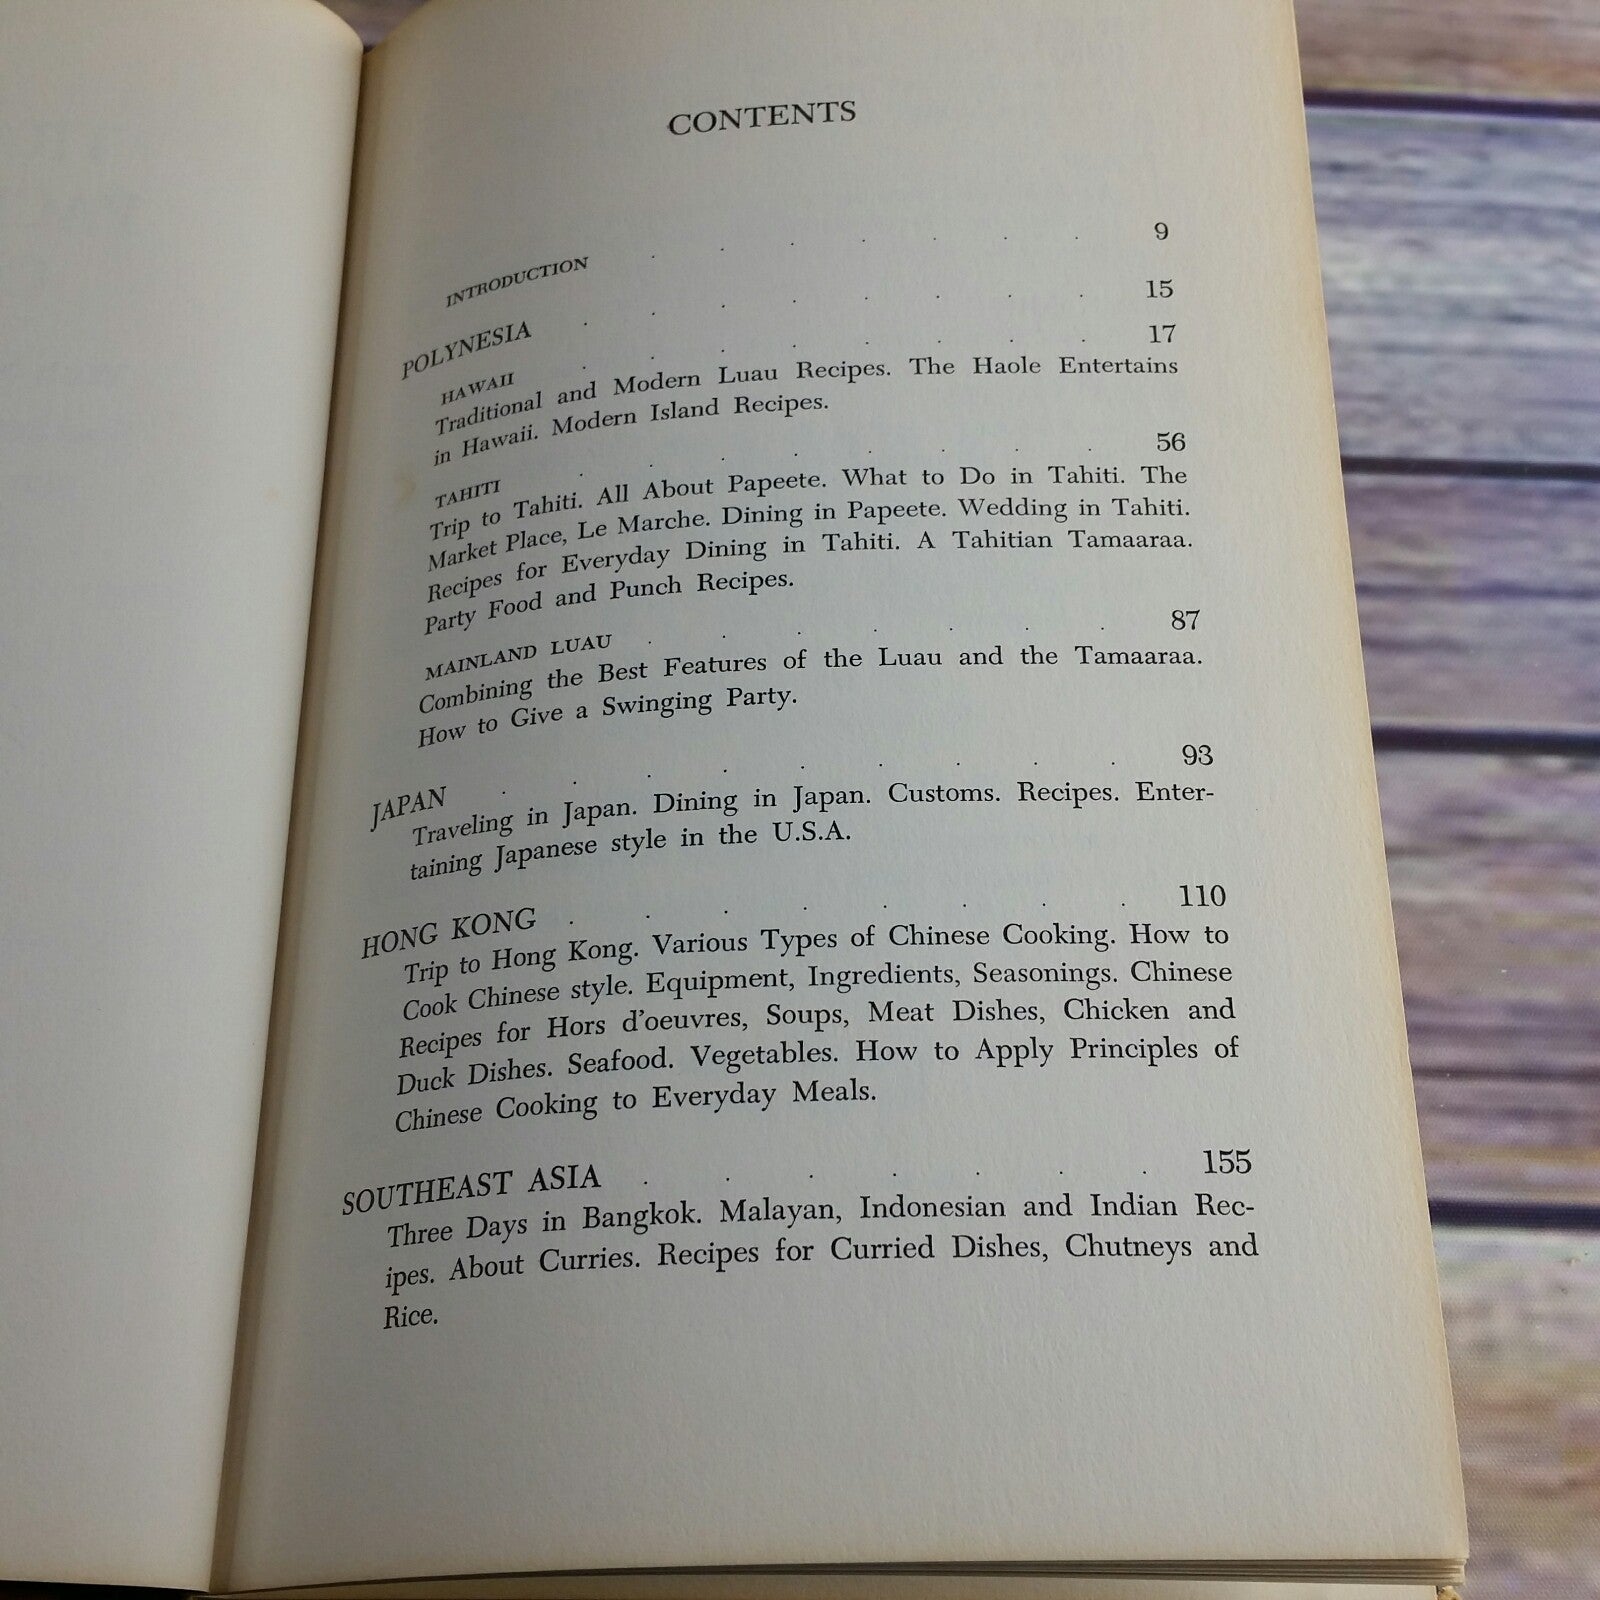 CONTENTS
INTRODUCTION . . . . . . . 9
POLYNESIA . . . . . . . . 15
HAWAII . . . . . . . . 17
Traditional and Modern Luau Recipes. The Haole Entertains
in Hawaii. Modern Island Recipes.
TAHITI . . . . . . . . 56
Trip to Tahiti. All About Papeete. What to Do in Tahiti. The
Market Place, Le Marche. Dining in Papeete. Wedding in Tahiti.
Recipes for Everyday Dining in Tahiti. A Tahitian Tamaaraa.
Party Food and Punch Recipes.
MAINLAND LUAU . . . . . . . 87
Combining the Best Features of the Luau and the Tamaaraa.
How to Give a Swinging Party.
JAPAN . . . . . . . . . 93
Traveling in Japan. Dining in Japan. Customs. Recipes. Enter-
taining Japanese style in the U.S.A.
HONG KONG . . . . . . . . 110
Trip to Hong Kong. Various Types of Chinese Cooking. How to
Cook Chinese style. Equipment, Ingredients, Seasonings. Chinese
Recipes for Hors d'oeuvres, Soups, Meat Dishes, Chicken and
Duck Dishes. Seafood. Vegetables. How to Apply Principles of
Chinese Cooking to Everyday Meals.
SOUTHEAST ASIA . . . . . . . 155
Three Days in Bangkok. Malayan, Indonesian and Indian Rec-
ipes. About Curries. Recipes for Curried Dishes, Chutneys and
Rice.